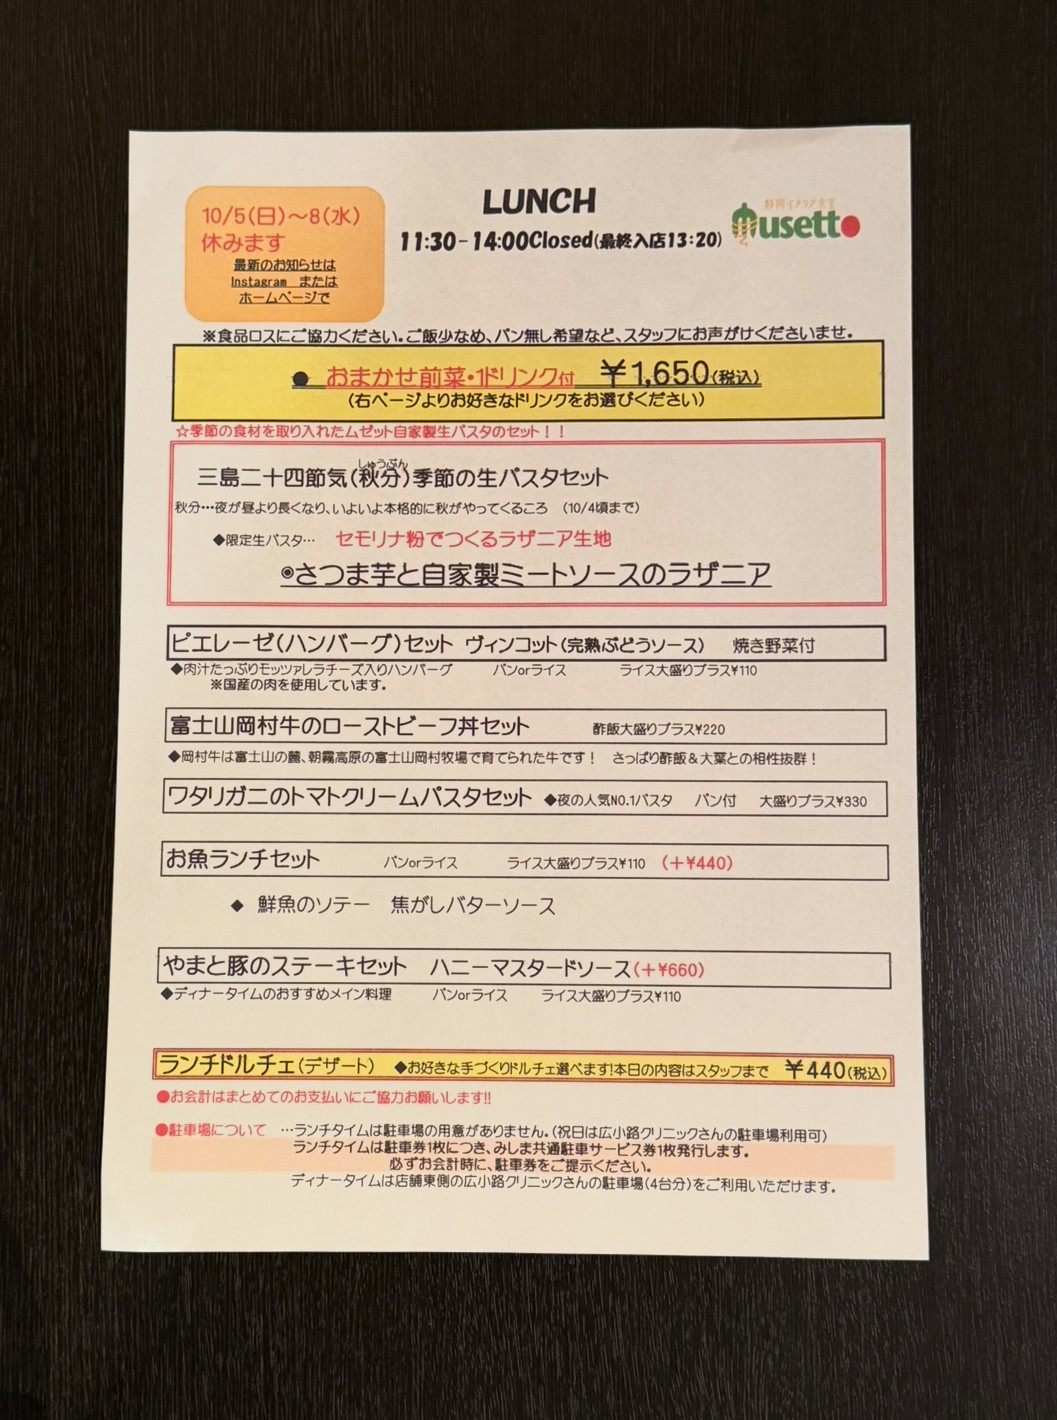 10/5(日)～8(水)
休みます
最新のお知らせは
Instagram または
ホームページで
LUNCH
11:30-14:00Closed(最終入店13:20)
静岡イタリア食堂
musetto
※食品ロスにご協力ください。ご飯少なめ、パン無し希望など、スタッフにお声がけくださいませ。
● おまかせ前菜・1ドリンク付 ￥1,650(税込)
(右ページよりお好きなドリンクをお選びください)
☆季節の食材を取り入れたムゼット自家製生パスタのセット！！
三島二十四節気(秋分)季節の生パスタセット
しゅうぶん
秋分…夜が昼より長くなり、いよいよ本格的に秋がやってくるころ (10/4頃まで)
◆限定生パスタ… セモリナ粉でつくるラザニア生地
◉さつま芋と自家製ミートソースのラザニア
ピエレーゼ(ハンバーグ)セット ヴィンコット(完熟ぶどうソース) 焼き野菜付
◆肉汁たっぷりモッツァレラチーズ入りハンバーグ パンorライス ライス大盛りプラス¥110
※国産の肉を使用しています。
富士山岡村牛のローストビーフ丼セット 酢飯大盛りプラス¥220
◆岡村牛は富士山の麓、朝霧高原の富士山岡村牧場で育てられた牛です！ さっぱり酢飯＆大葉との相性抜群！
ワタリガニのトマトクリームパスタセット ◆夜の人気NO.1パスタ パン付 大盛りプラス¥330
お魚ランチセット パンorライス ライス大盛りプラス¥110 (＋¥440)
◆ 鮮魚のソテー 焦がしバターソース
やまと豚のステーキセット ハニーマスタードソース(＋¥660)
◆ディナータイムのおすすめメイン料理 パンorライス ライス大盛りプラス¥110
ランチドルチェ(デザート) ◆お好きな手づくりドルチェ選べます!本日の内容はスタッフまで ￥440(税込)
●お会計はまとめてのお支払いにご協力お願いします!!
●駐車場について …ランチタイムは駐車場の用意がありません。(祝日は広小路クリニックさんの駐車場利用可)
ランチタイムは駐車券1枚につき、みしま共通駐車サービス券1枚発行します。
必ずお会計時に、駐車券をご提示ください。
ディナータイムは店舗東側の広小路クリニックさんの駐車場(4台分)をご利用いただけます。